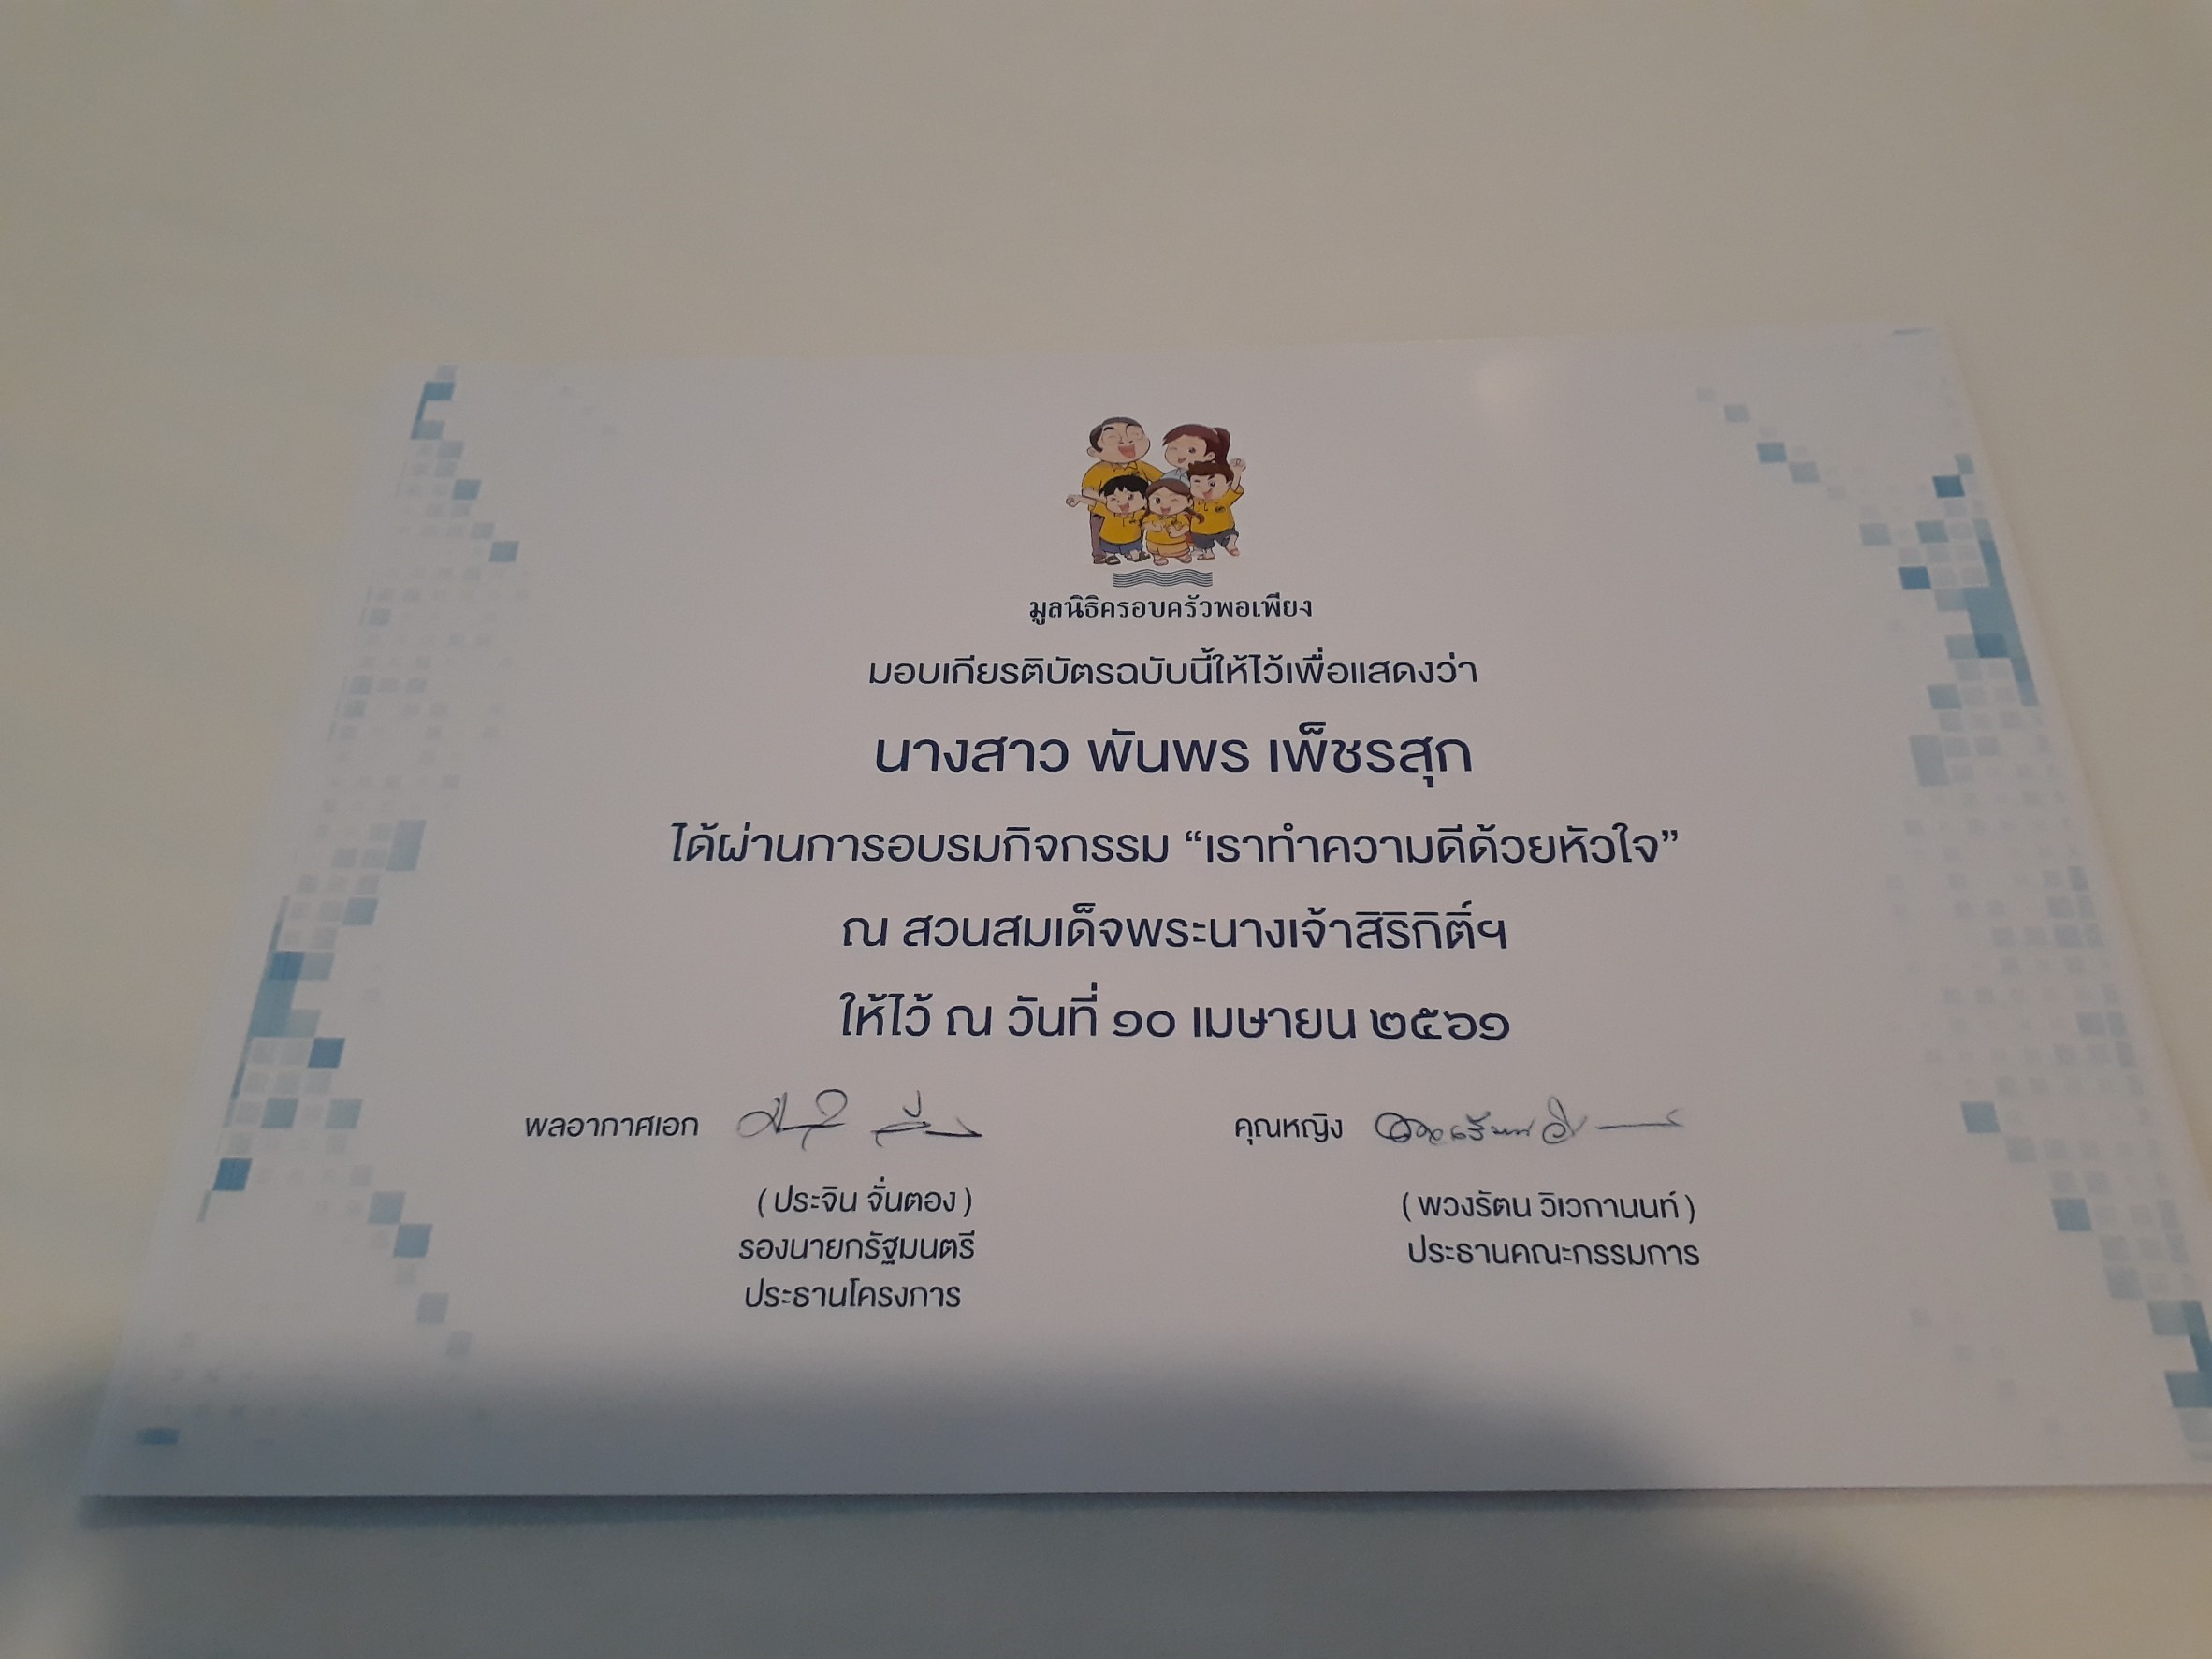 มูลนิธิครอบครัวพอเพียง
มอบเกียรติบัตรฉบับนี้ให้ไว้เพื่อแสดงว่า
นางสาว พันพร เพ็ชรสุก
ได้ผ่านการอบรมกิจกรรม “เราทำความดีด้วยหัวใจ”
ณ สวนสมเด็จพระนางเจ้าสิริกิติ์ฯ
ให้ไว้ ณ วันที่ ๑๐ เมษายน ๒๕๖๑
พลอากาศเอก
คุณหญิง
( ประจิน จั่นตอง )
( พวงรัตน วิเวกานนท์ )
รองนายกรัฐมนตรี
ประธานคณะกรรมการ
ประธานโครงการ